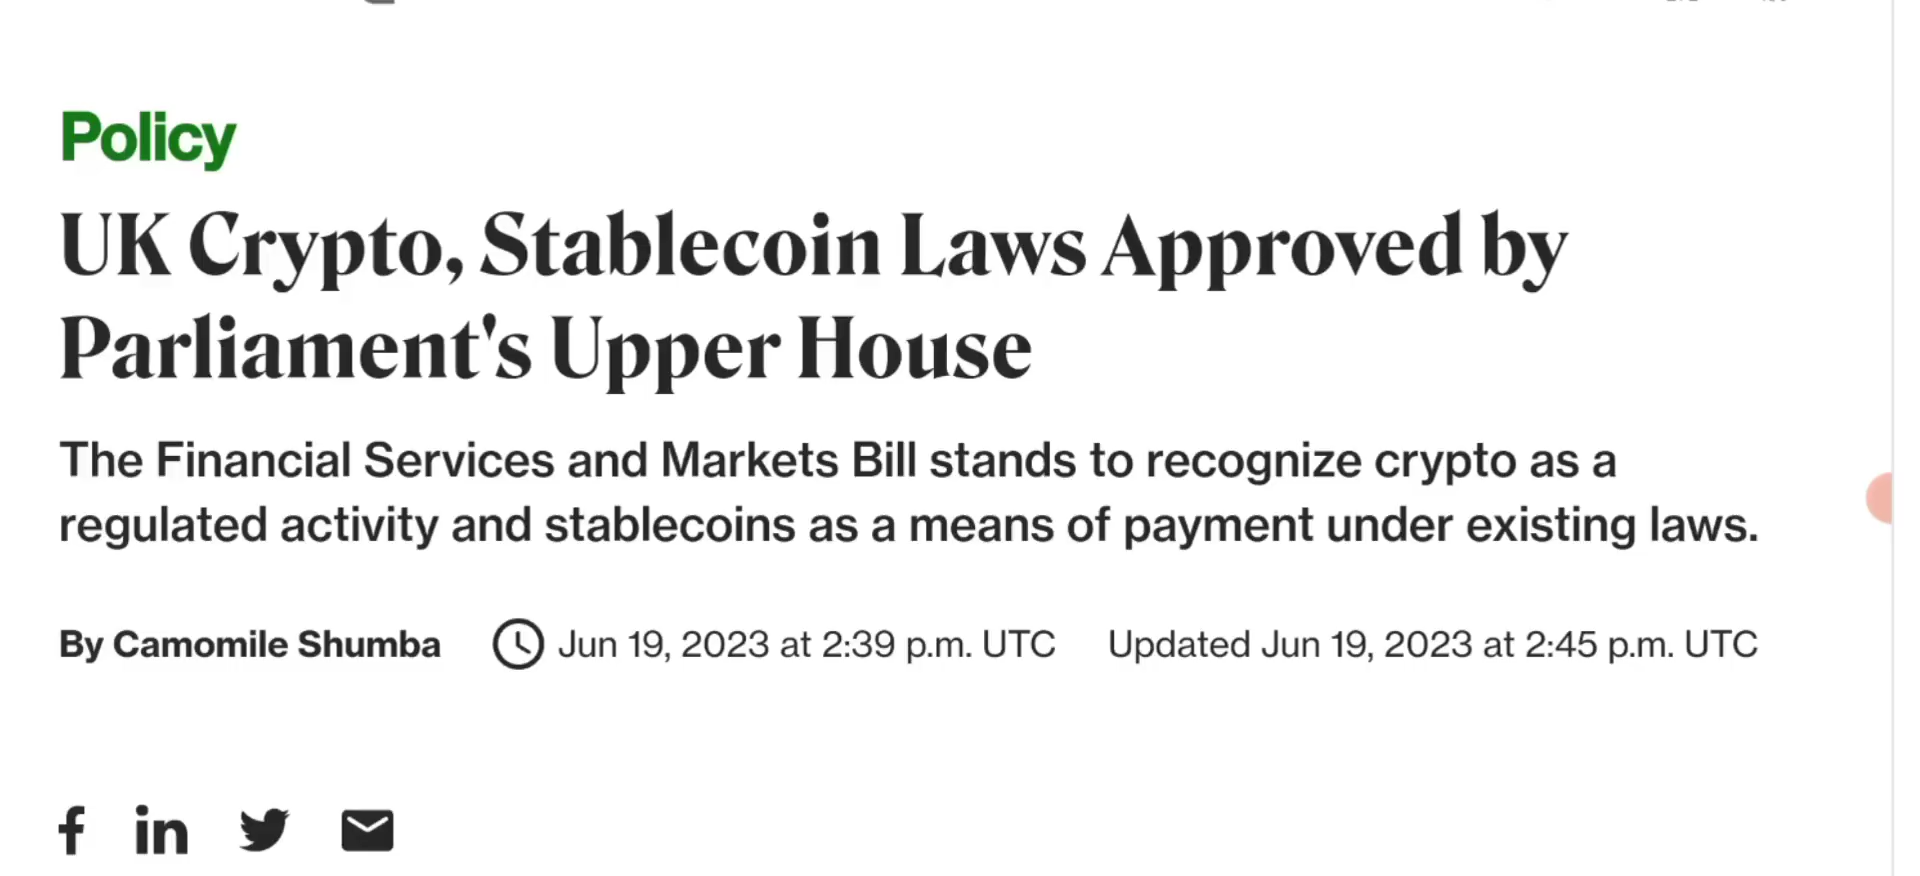 Policy
UK Crypto, Stablecoin Laws Approved by
Parliament's Upper House
The Financial Services and Markets Bill stands to recognize crypto as a
regulated activity and stablecoins as a means of payment under existing laws.
By Camomile Shumba Jun 19, 2023 at 2:39 p.m. UTC Updated Jun 19, 2023 at 2:45 p.m. UTC